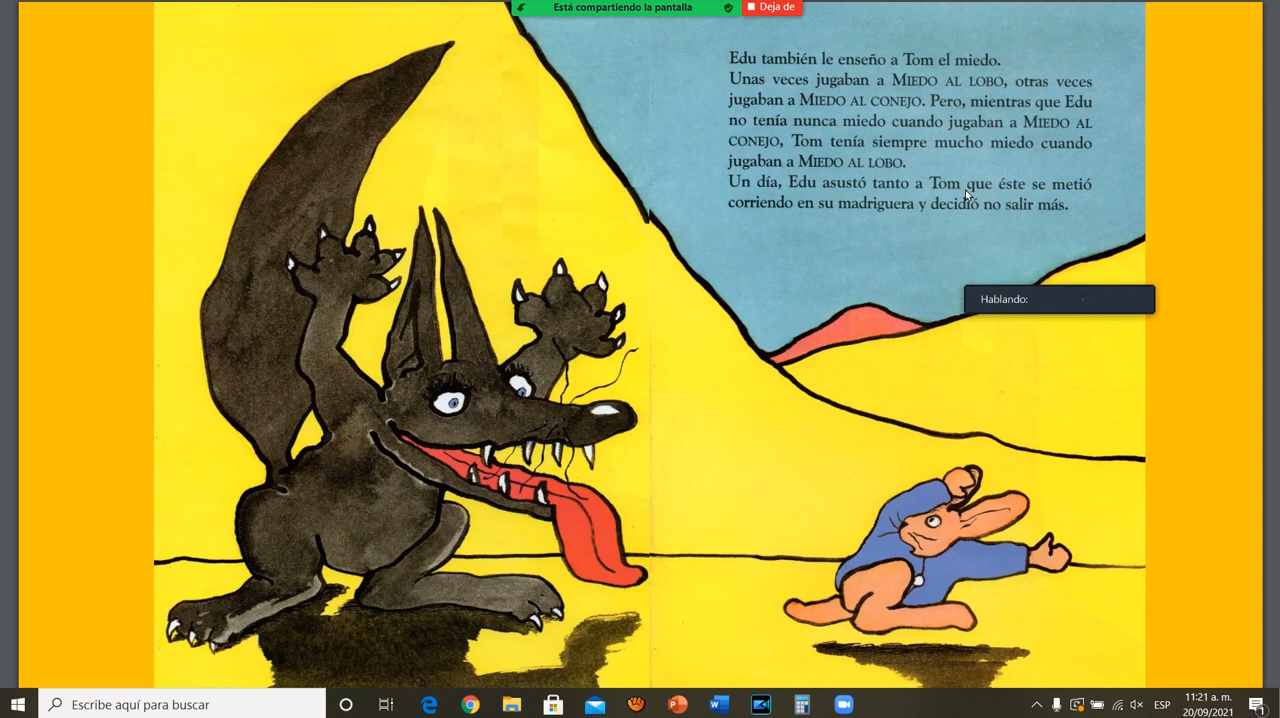 Está compartiendo la pantalla
Deja de
Edu también le enseño a Tom el miedo.
Unas veces jugaban a MIEDO AL LOBO, otras veces
jugaban a MIEDO AL CONEJO. Pero, mientras que Edu
no tenía nunca miedo cuando jugaban a MIEDO AL
CONEJO, Tom tenía siempre mucho miedo cuando
jugaban a MIEDO AL LOBO.
Un día, Edu asustó tanto a Tom que éste se metió
corriendo en su madriguera y decidió no salir más.
Hablando:
Escribe aquí para buscar
ESP
11:21 a. m.
20/09/2021
1